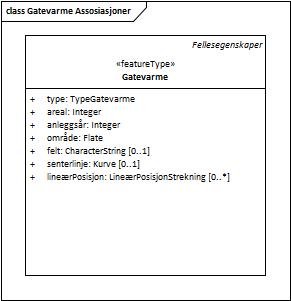 class Gatevarme Assosiasjoner
Fellesegenskaper
«featureType»
Gatevarme
+ type: TypeGatevarme
+ areal: Integer
+ anleggsår: Integer
+ område: Flate
+ felt: CharacterString [0..1]
+ senterlinje: Kurve [0..1]
+ lineærPosisjon: LineærPosisjonStrekning [0..*]